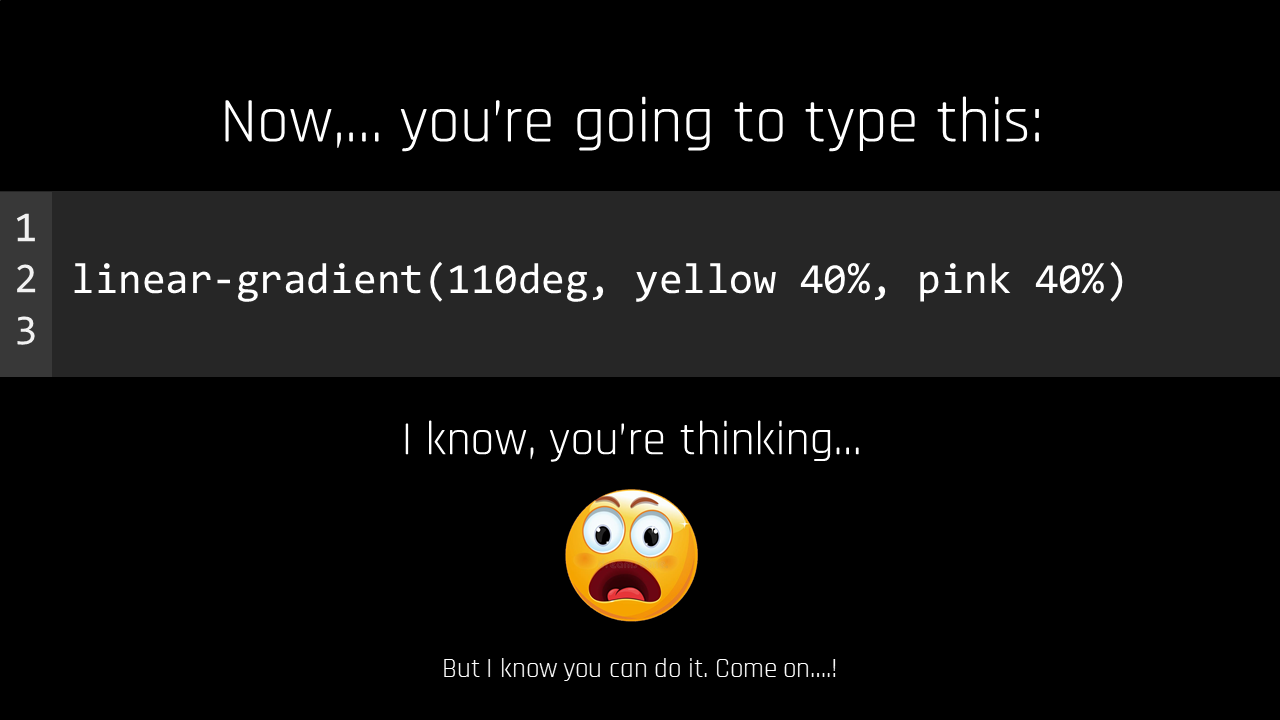 Now,... you're going to type this:
1
2 linear-gradient(110deg, yellow 40%, pink 40%)
3
I know, you're thinking...
But I know you can do it. Come on....!